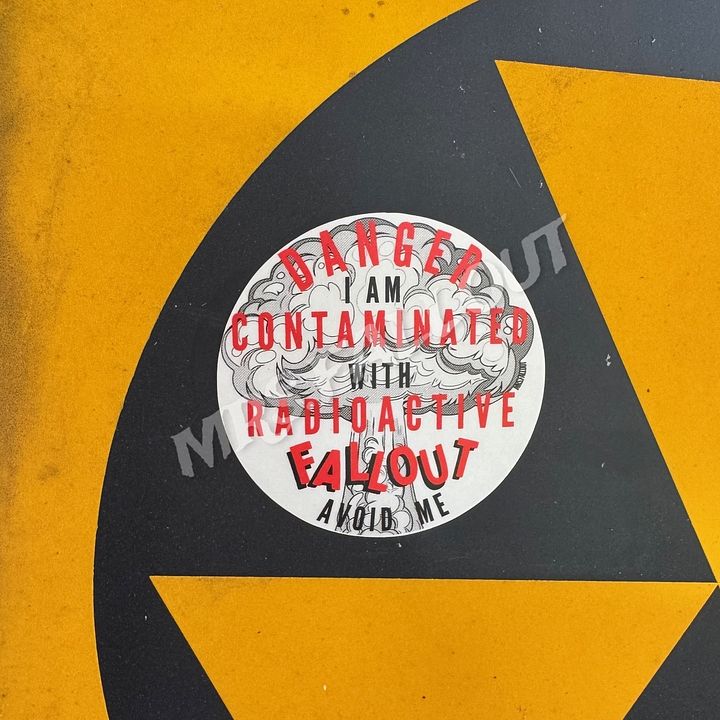 DANGER
I AM
CONTAMINATED
WITH
RADIOACTIVE
FALLOUT
AVOID ME